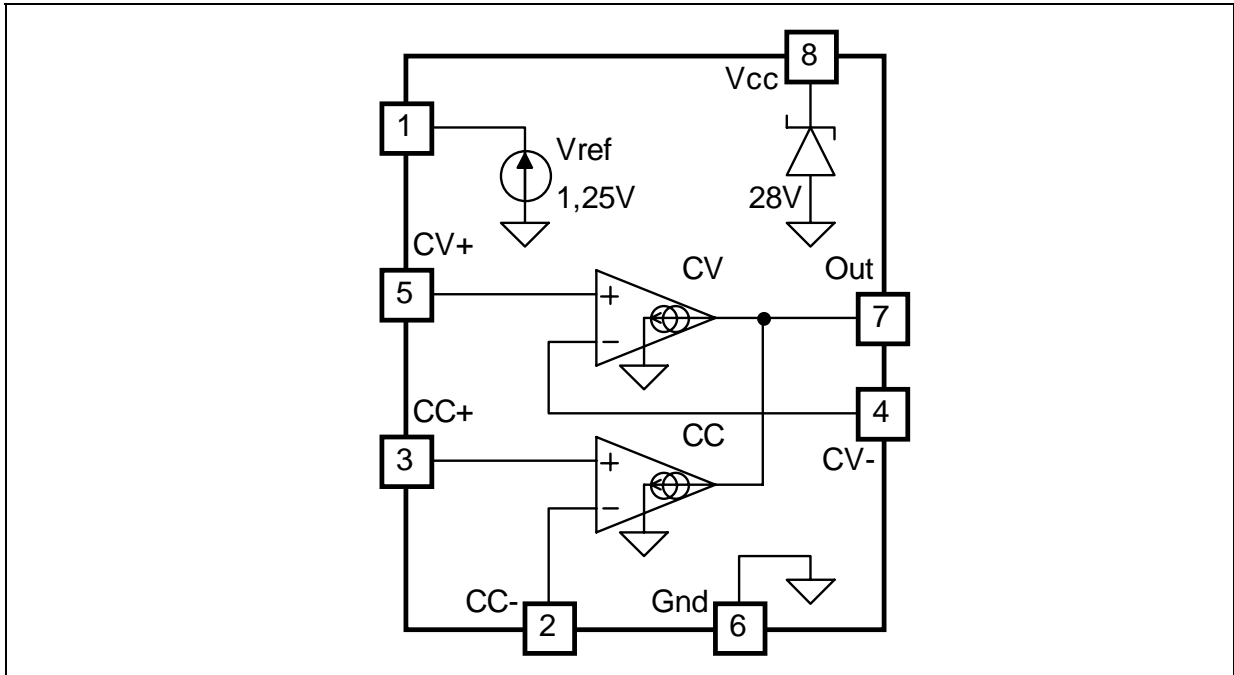 8
Vcc
1
Vref
1,25V
28V
CV+
CV
Out
5
+
7
−
4
CC+
CC
CV-
3
+
−
CC-
Gnd
2
6